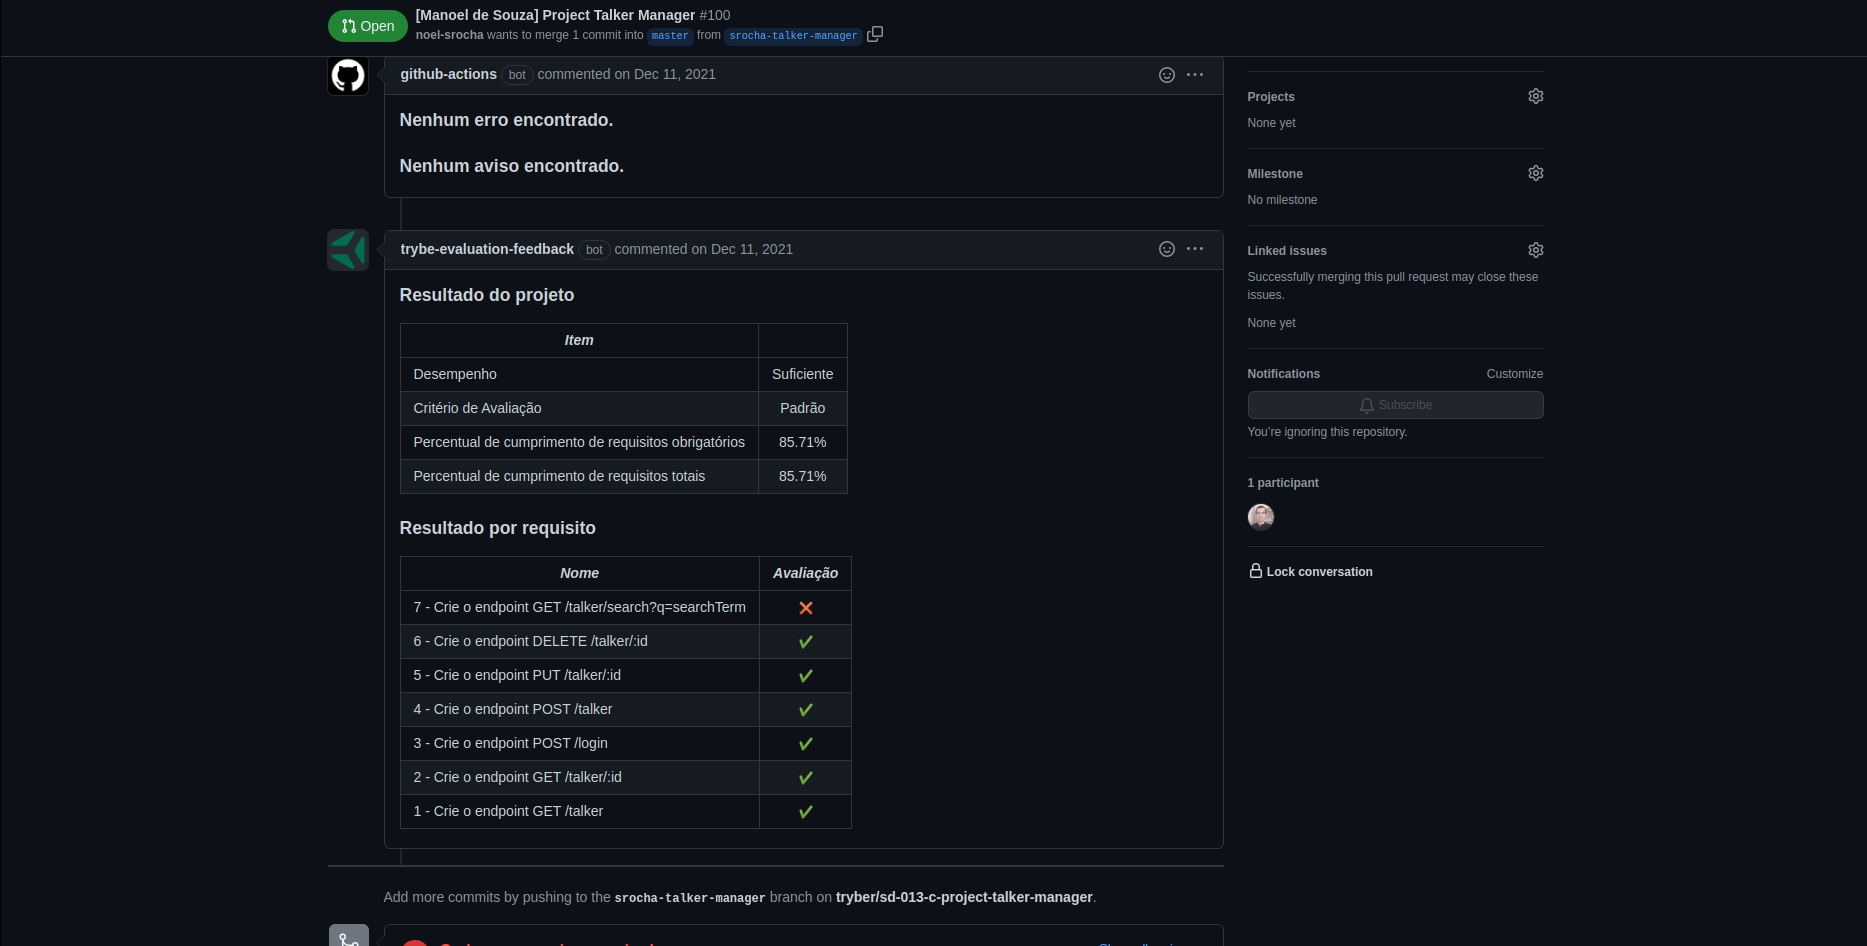 Open
[Manoel de Souza] Project Talker Manager #100
noel-srocha wants to merge 1 commit into master from srocha-talker-manager
github-actions bot commented on Dec 11, 2021
Nenhum erro encontrado.
Nenhum aviso encontrado.
trybe-evaluation-feedback bot commented on Dec 11, 2021
Resultado do projeto
Item
Desempenho Suficiente
Critério de Avaliação Padrão
Percentual de cumprimento de requisitos obrigatórios 85.71%
Percentual de cumprimento de requisitos totais 85.71%
Resultado por requisito
Nome Avaliação
7 - Crie o endpoint GET /talker/search?q=searchTerm
6 - Crie o endpoint DELETE /talker/:id
5 - Crie o endpoint PUT /talker/:id
4 - Crie o endpoint POST /talker
3 - Crie o endpoint POST /login
2 - Crie o endpoint GET /talker/:id
1 - Crie o endpoint GET /talker
Add more commits by pushing to the srocha-talker-manager branch on tryber/sd-013-c-project-talker-manager.
Projects
None yet
Milestone
No milestone
Linked issues
Successfully merging this pull request may close these
issues.
None yet
Notifications Customize
Subscribe
You're ignoring this repository.
1 participant
Lock conversation